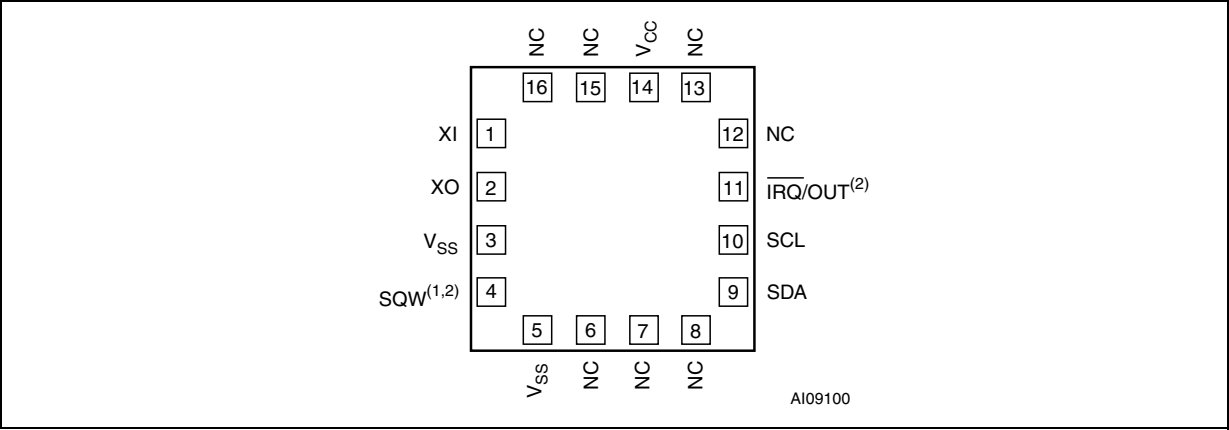 NC NC VCC NC
16 15 14 13
XI 1 12 NC
XO 2 11 IRQ/OUT(2)
VSS 3 10 SCL
SQW(1,2) 4 9 SDA
5 6 7 8
VSS NC NC NC
AI09100